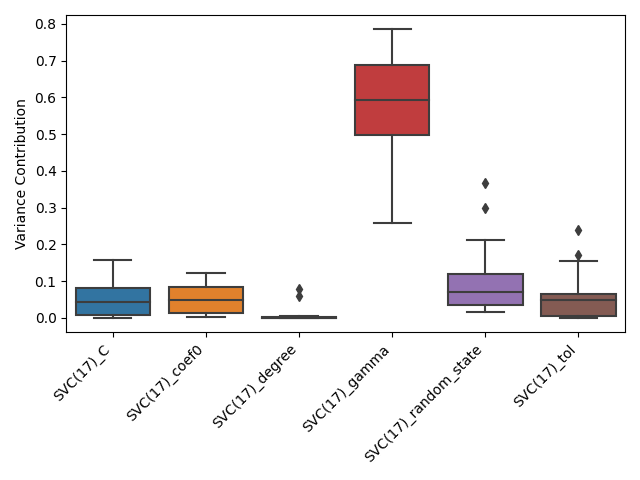 0.8
0.7
0.6
0.5
0.4
0.3
0.2
0.1
0.0
Variance Contribution
SVC(17)_C
SVC(17)_coef0
SVC(17)_degree
SVC(17)_gamma
SVC(17)_random_state
SVC(17)_tol